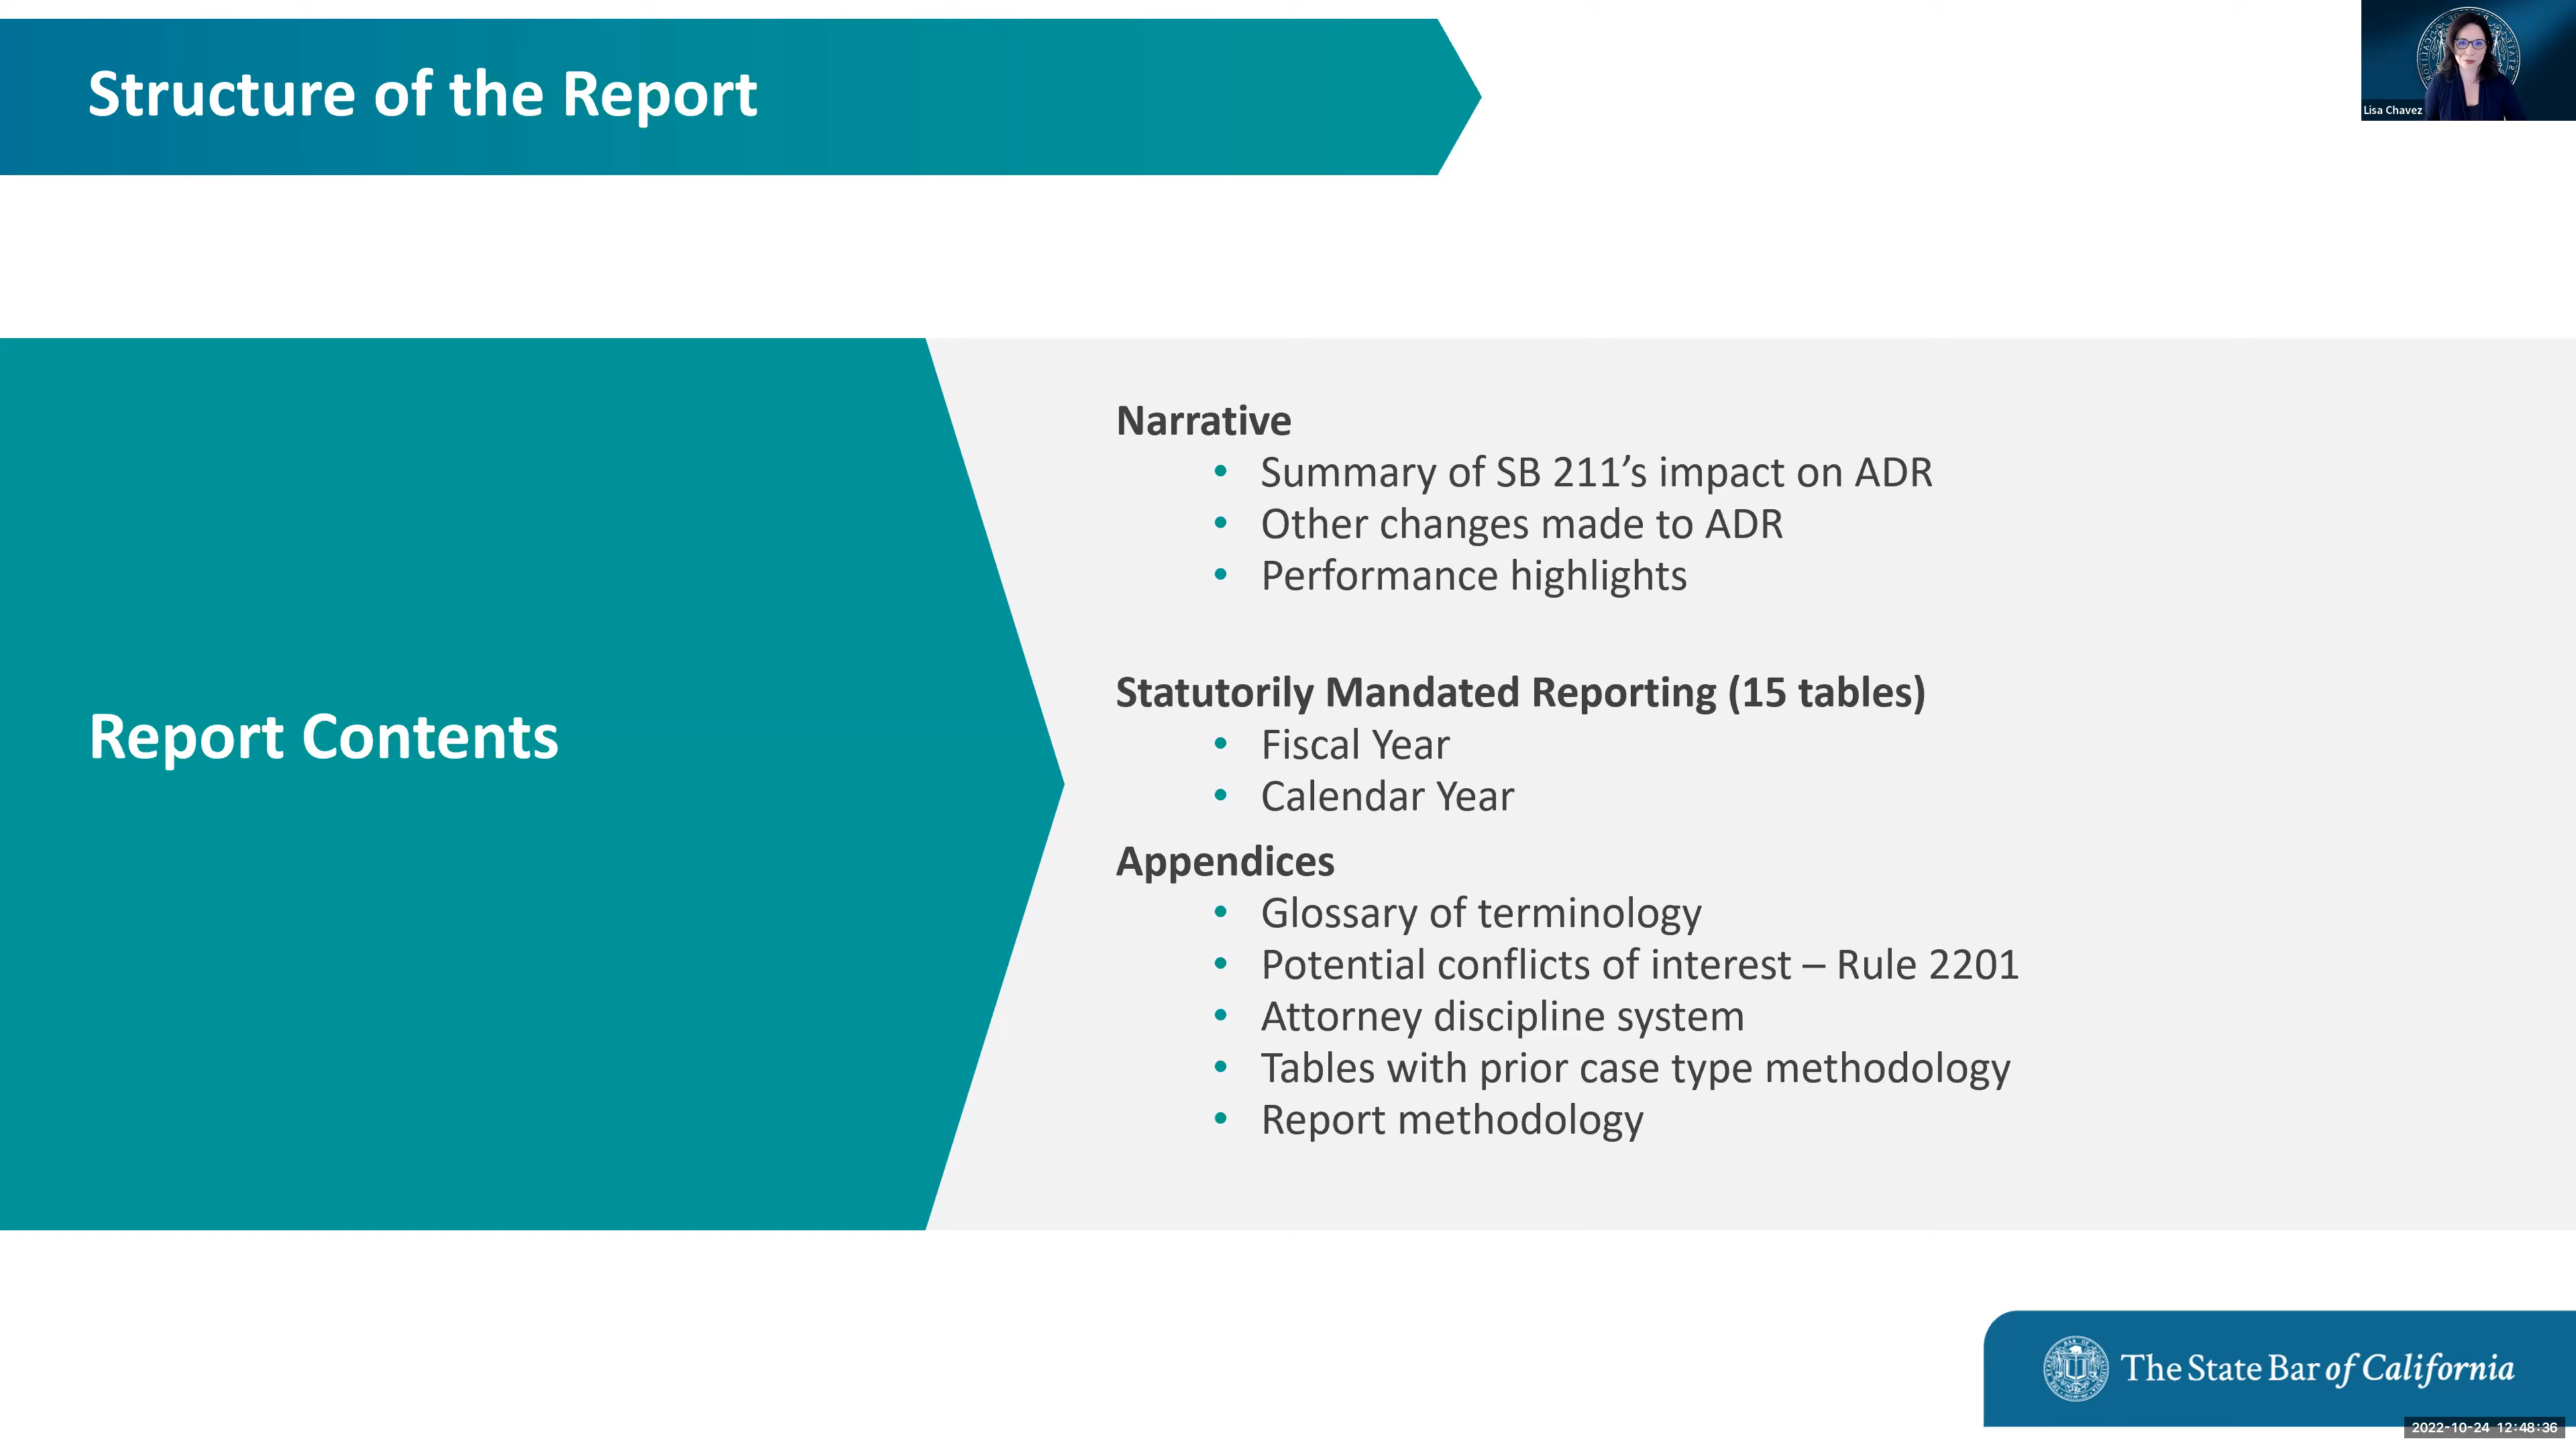 Structure of the Report
Lisa Chavez
Report Contents
Narrative
• Summary of SB 211’s impact on ADR
• Other changes made to ADR
• Performance highlights
Statutorily Mandated Reporting (15 tables)
• Fiscal Year
• Calendar Year
Appendices
• Glossary of terminology
• Potential conflicts of interest – Rule 2201
• Attorney discipline system
• Tables with prior case type methodology
• Report methodology
The State Bar of California
2022-10-24 12:48:36